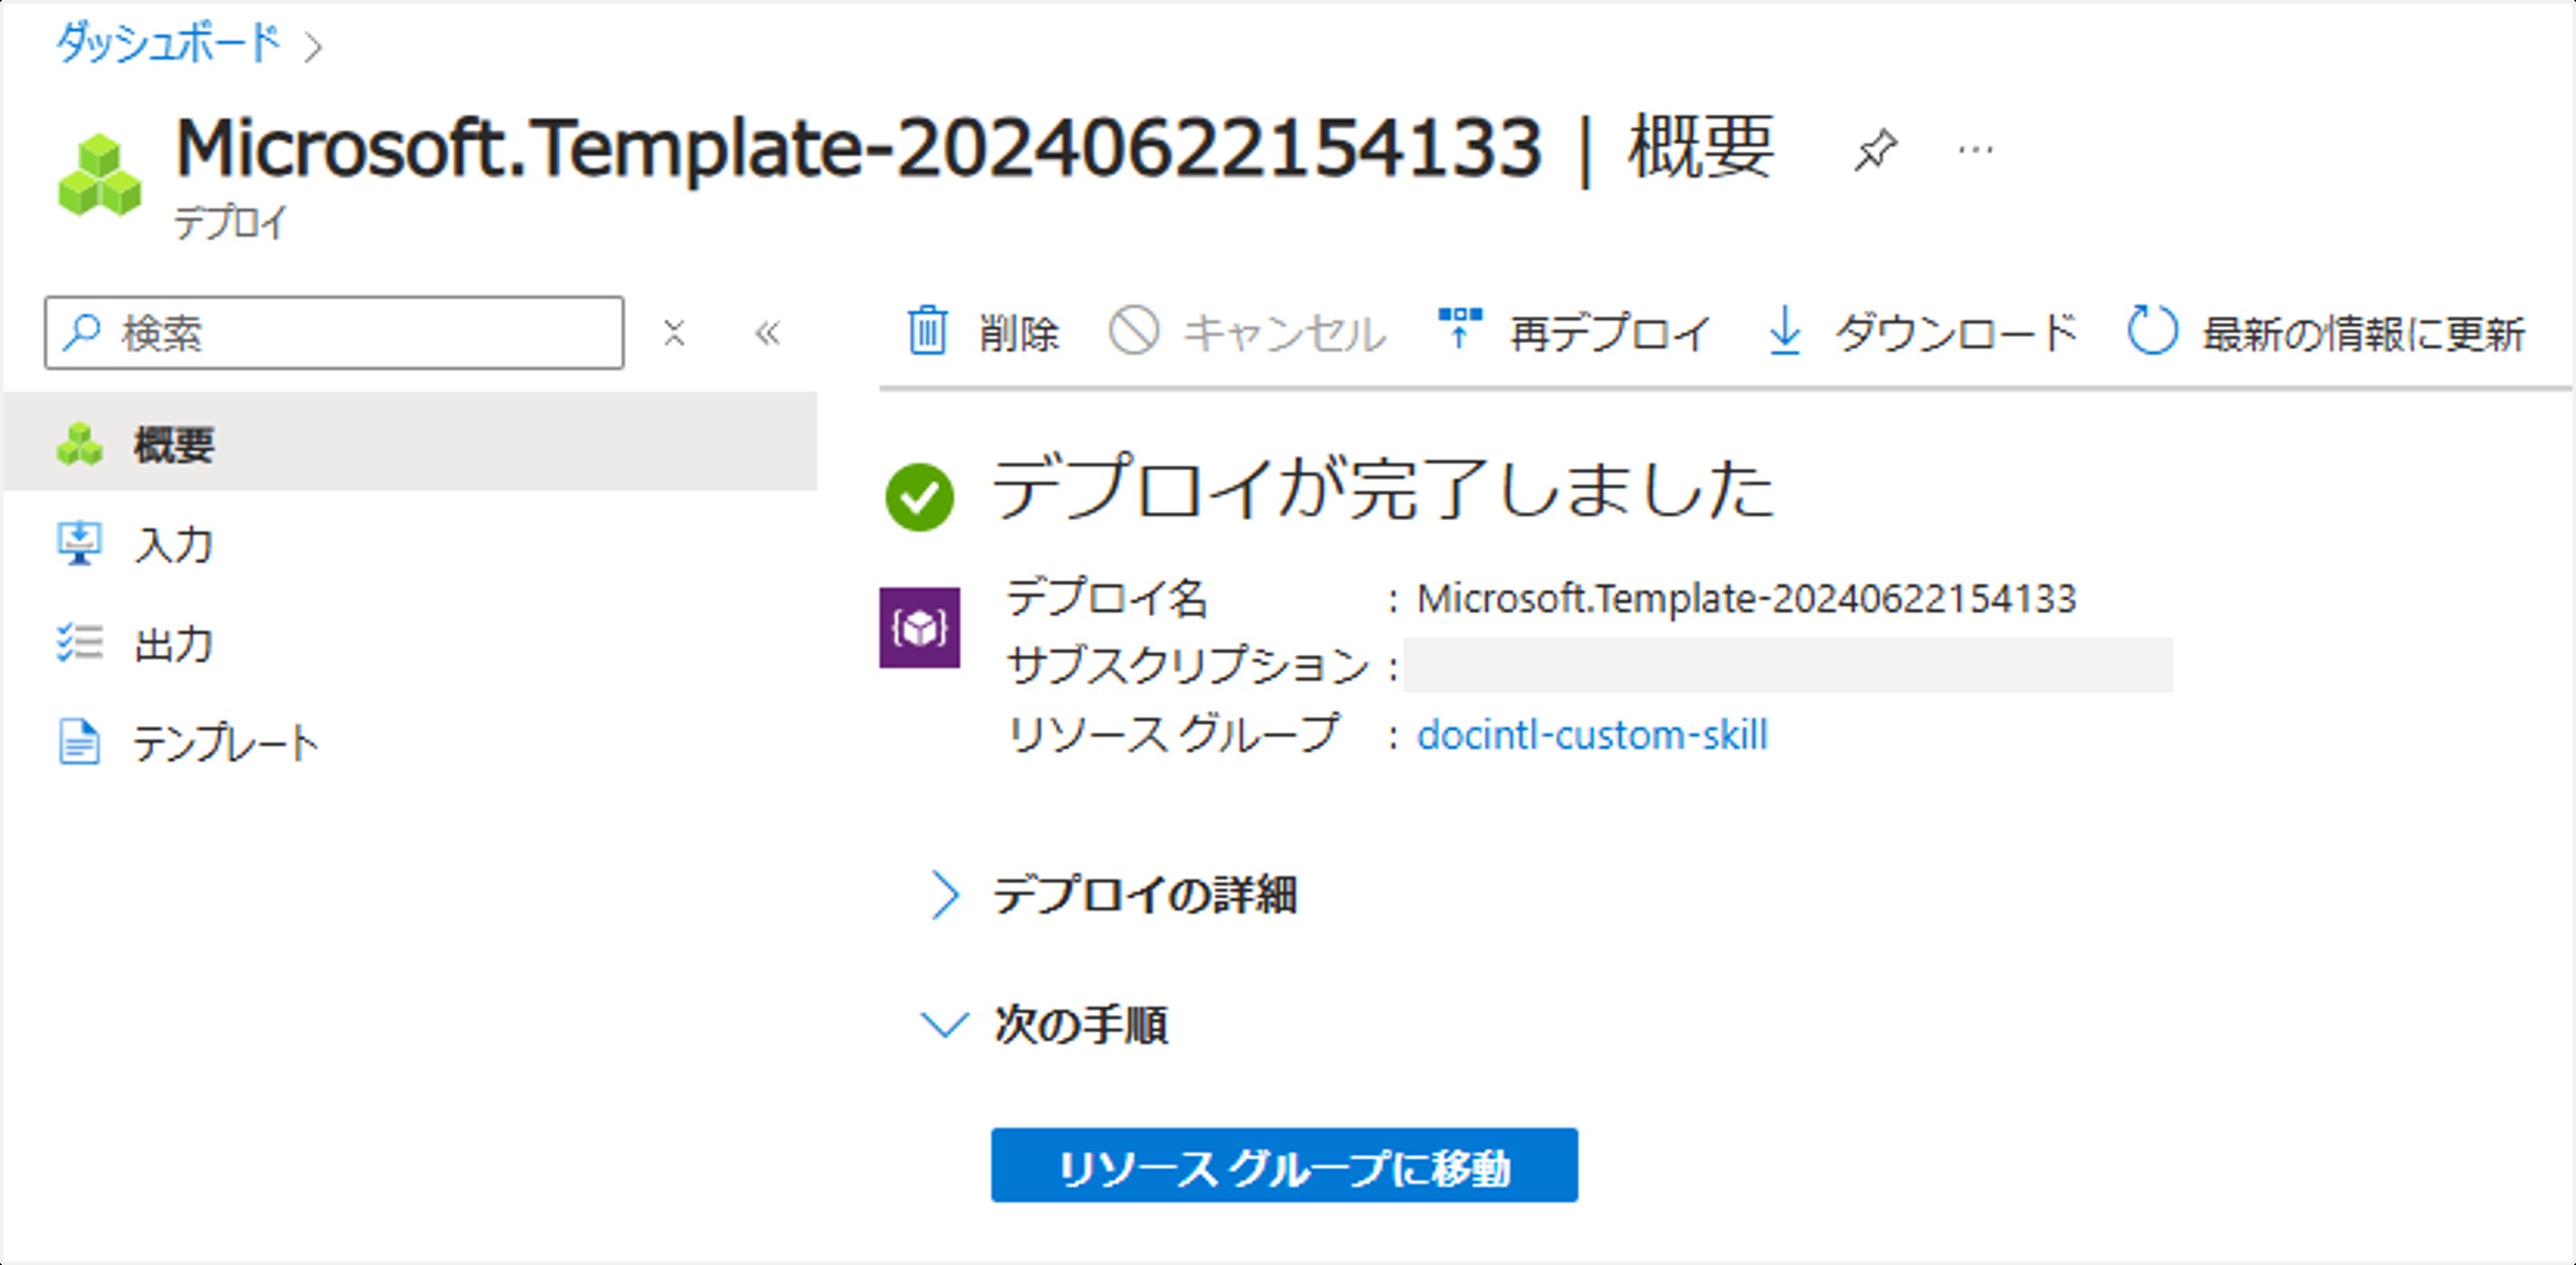 ダッシュボード
Microsoft.Template-20240622154133 | 概要
デプロイ
検索
削除 キャンセル 再デプロイ ダウンロード 最新の情報に更新
概要
入力
出力
テンプレート
デプロイが完了しました
デプロイ名 : Microsoft.Template-20240622154133
サブスクリプション :
リソース グループ : docintl-custom-skill
デプロイの詳細
次の手順
リソース グループに移動